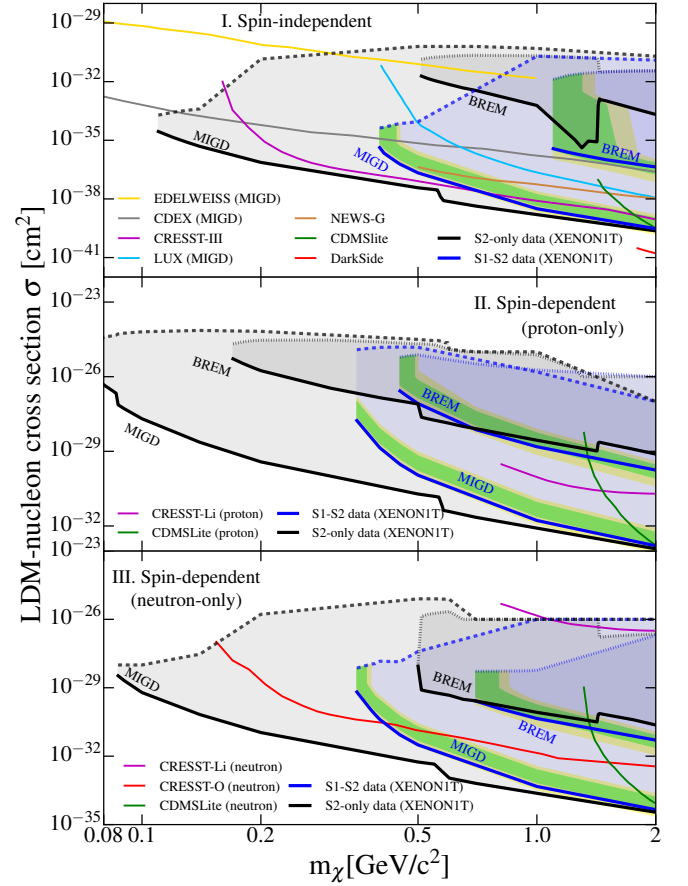 LDM-nucleon cross section σ [cm²]
I. Spin-independent
10⁻²⁹
10⁻³²
10⁻³⁵
10⁻³⁸
10⁻⁴¹
BREM
MIGD
MIGD
BREM
EDELWEISS (MIGD)
CDEX (MIGD)
CRESST-III
LUX (MIGD)
NEWS-G
CDMSlite
DarkSide
S2-only data (XENON1T)
S1-S2 data (XENON1T)
II. Spin-dependent
(proton-only)
10⁻²³
10⁻²⁶
10⁻²⁹
10⁻³²
BREM
BREM
MIGD
MIGD
CRESST-Li (proton)
CDMSLite (proton)
S1-S2 data (XENON1T)
S2-only data (XENON1T)
III. Spin-dependent
(neutron-only)
10⁻²³
10⁻²⁶
10⁻²⁹
10⁻³²
10⁻³⁵
MIGD
BREM
BREM
MIGD
CRESST-Li (neutron)
CRESST-O (neutron)
CDMSLite (neutron)
S1-S2 data (XENON1T)
S2-only data (XENON1T)
0.08 0.1 0.2 0.5 1.0 2
mᵪ[GeV/c²]